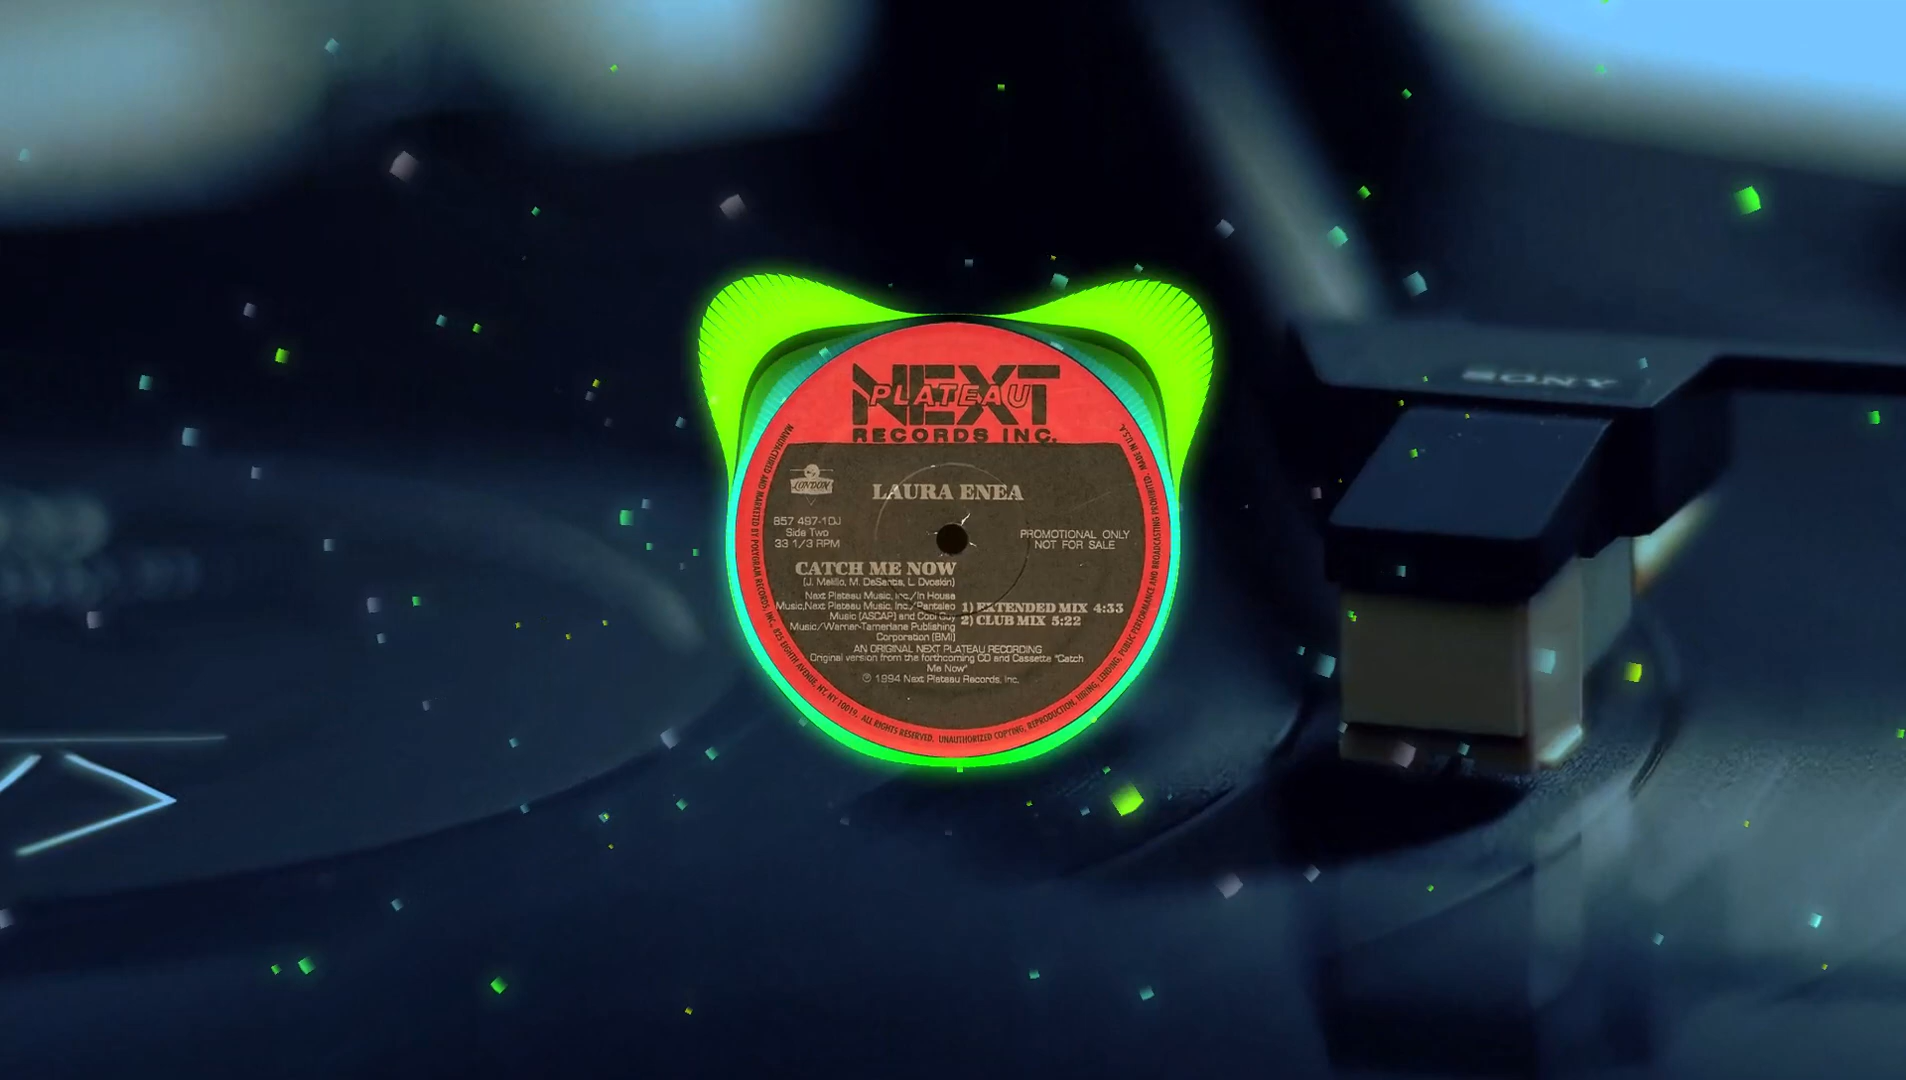 NEXT
PLATEAU
RECORDS INC.
SONY
LONDON
LAURA ENEA
857 497-1DJ
Side Two
33 1/3 RPM
PROMOTIONAL ONLY
NOT FOR SALE
CATCH ME NOW
(J. Melillo, M. DeSantis, L. Dvoskin)
Next Plateau Music, Inc./In House
Music,Next Plateau Music, Inc./Pantaleo
Music (ASCAP) and Cool Guy
Music/Warner-Tamerlane Publishing
Corporation (BMI)
1) EXTENDED MIX 4:33
2) CLUB MIX 5:22
AN ORIGINAL NEXT PLATEAU RECORDING
Original version from the forthcoming CD and Cassette "Catch
Me Now"
℗ 1994 Next Plateau Records, Inc.
MANUFACTURED AND MARKETED BY POLYGRAM RECORDS, INC., 825 EIGHTH AVENUE, NY, NY 10019. ALL RIGHTS RESERVED. UNAUTHORIZED COPYING, REPRODUCTION, HIRING, LENDING, PUBLIC PERFORMANCE AND BROADCASTING PROHIBITED. MADE IN U.S.A.